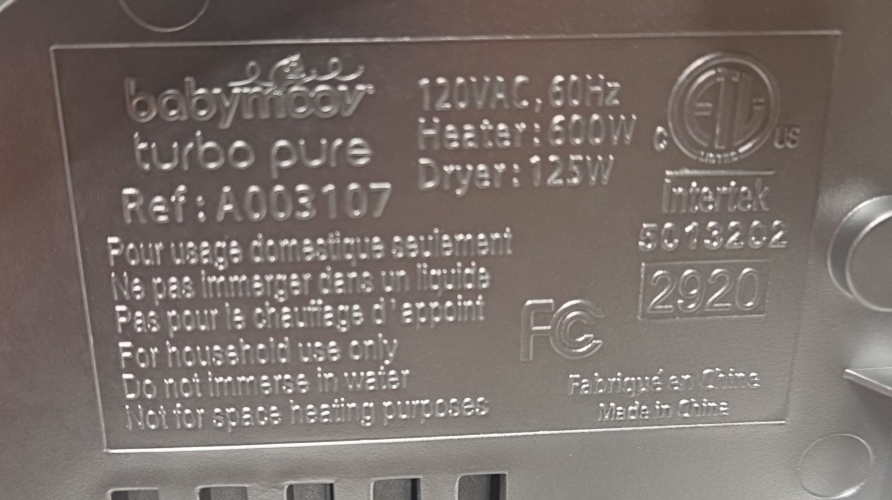 babymoov
turbo pure
Ref: A003107
120VAC, 60Hz
Heater: 600W
Dryer: 125W
ETL
LISTED
C US
Intertek
5013202
2920
Pour usage domestique seulement
Ne pas immerger dans un liquide
Pas pour le chauffage d'appoint
For household use only
Do not immerse in water
Not for space heating purposes
FC
Fabriqué en Chine
Made in China